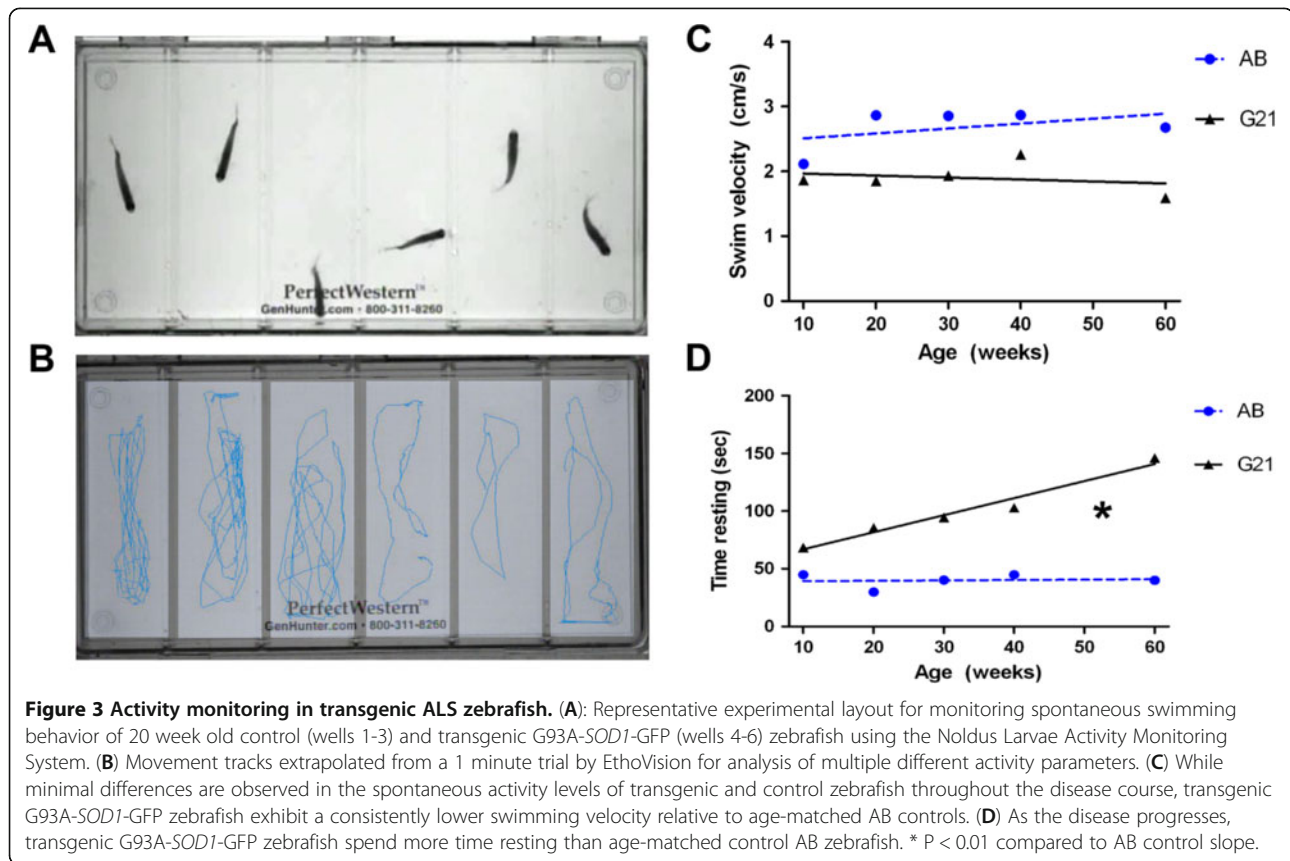 A
PerfectWestern™
GenHunter.com • 800-311-8260
B
PerfectWestern™
GenHunter.com • 800-311-8260
C
4
3
2
1
0
Swim velocity (cm/s)
10 20 30 40 50 60
Age (weeks)
AB
G21
D
200
150
100
50
0
Time resting (sec)
*
10 20 30 40 50 60
Age (weeks)
AB
G21
Figure 3 Activity monitoring in transgenic ALS zebrafish. (A): Representative experimental layout for monitoring spontaneous swimming
behavior of 20 week old control (wells 1-3) and transgenic G93A-SOD1-GFP (wells 4-6) zebrafish using the Noldus Larvae Activity Monitoring
System. (B) Movement tracks extrapolated from a 1 minute trial by EthoVision for analysis of multiple different activity parameters. (C) While
minimal differences are observed in the spontaneous activity levels of transgenic and control zebrafish throughout the disease course, transgenic
G93A-SOD1-GFP zebrafish exhibit a consistently lower swimming velocity relative to age-matched AB controls. (D) As the disease progresses,
transgenic G93A-SOD1-GFP zebrafish spend more time resting than age-matched control AB zebrafish. * P < 0.01 compared to AB control slope.